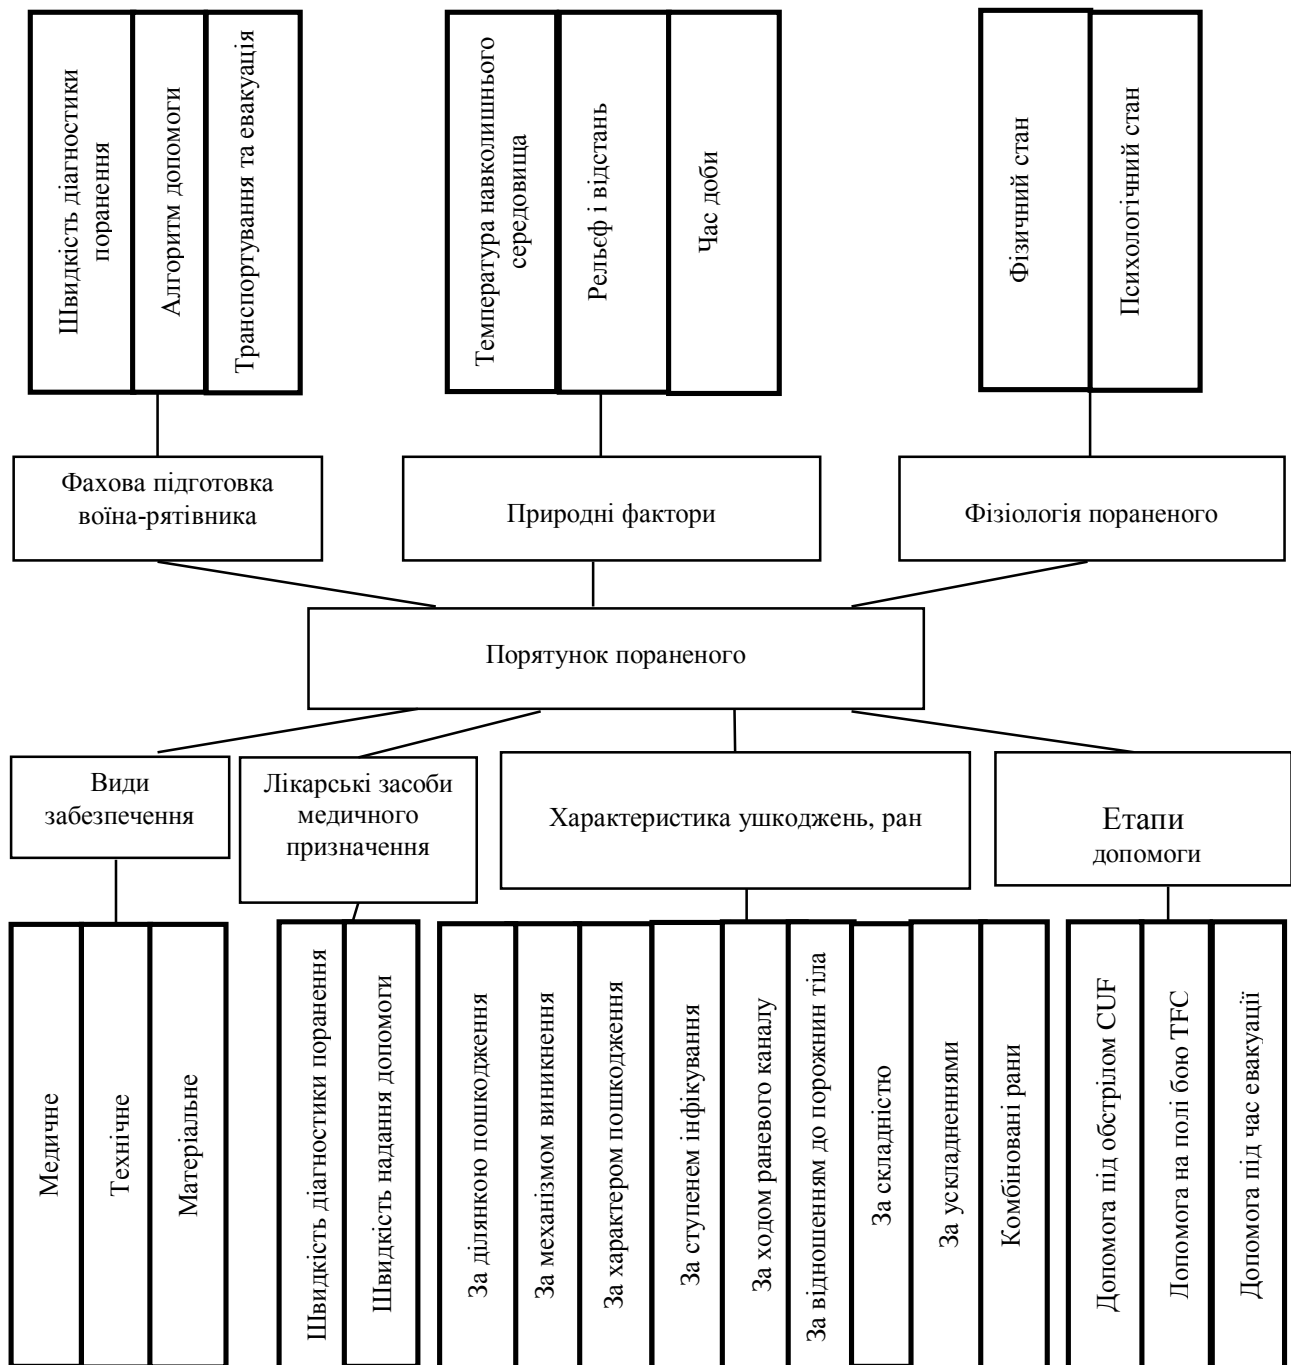 Швидкість діагностики
поранення
Алгоритм допомоги
Транспортування та евакуація
Температура навколишнього
середовища
Рельєф і відстань
Час доби
Фізичний стан
Психологічний стан
Фахова підготовка
воїна-рятівника
Природні фактори
Фізіологія пораненого
Порятунок пораненого
Види
забезпечення
Лікарські засоби
медичного
призначення
Характеристика ушкоджень, ран
Етапи
допомоги
Медичне
Технічне
Матеріальне
Швидкість діагностики поранення
Швидкість надання допомоги
За ділянкою пошкодження
За механізмом виникнення
За характером пошкодження
За ступенем інфікування
За ходом раневого каналу
За відношенням до порожнин тіла
За складністю
За ускладненнями
Комбіновані рани
Допомога під обстрілом CUF
Допомога на полі бою TFC
Допомога під час евакуації